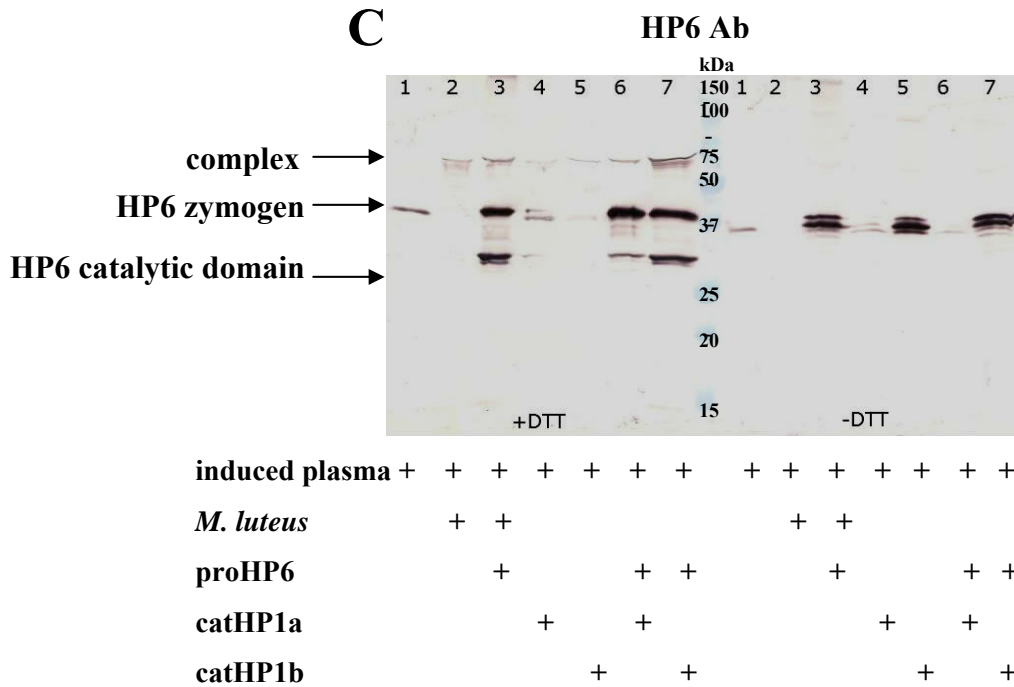 C
HP6 Ab
kDa
1 2 3 4 5 6 7
150
1 2 3 4 5 6 7
100
-
complex
75
50
HP6 zymogen
37
HP6 catalytic domain
25
20
15
+DTT
-DTT
induced plasma + + + + + + + + + + + + + +
M. luteus + + + +
proHP6 + + + + + +
catHP1a + + + +
catHP1b + + + +